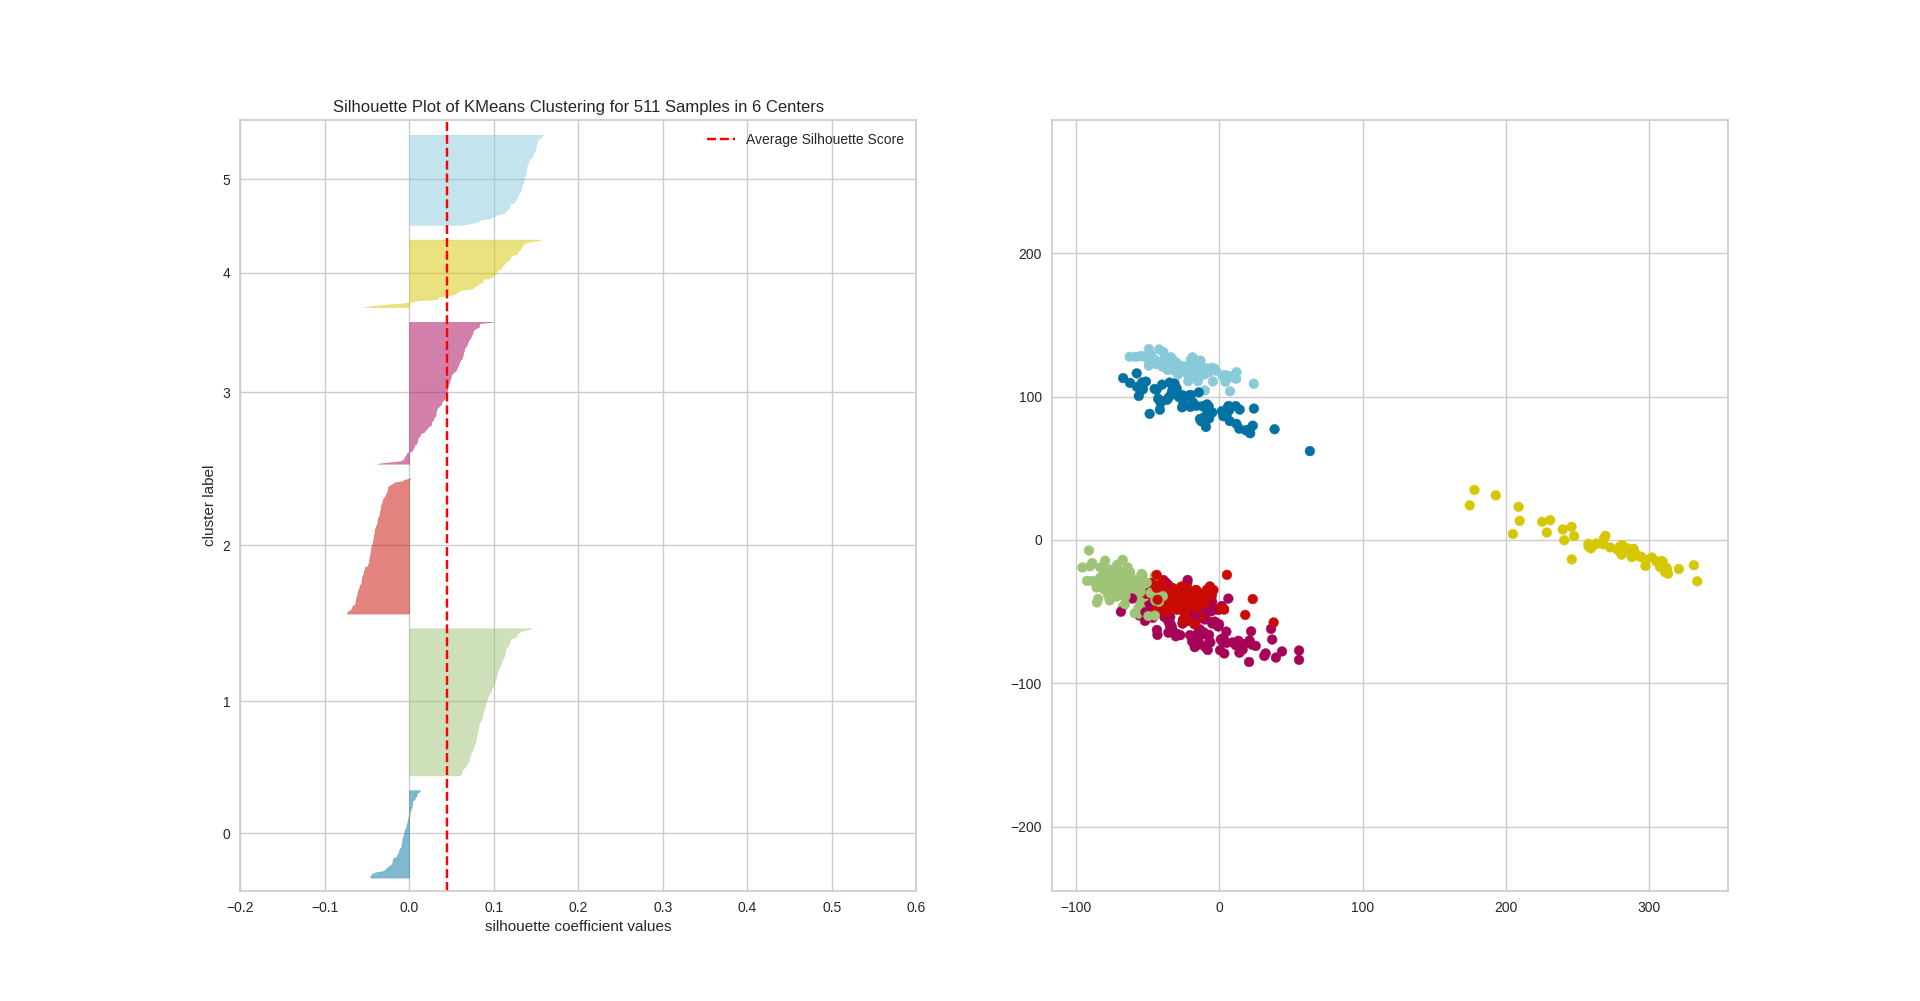 Silhouette Plot of KMeans Clustering for 511 Samples in 6 Centers
Average Silhouette Score
cluster label
5
4
3
2
1
0
−0.2 −0.1 0.0 0.1 0.2 0.3 0.4 0.5 0.6
silhouette coefficient values
200
100
0
−100
−200
−100 0 100 200 300